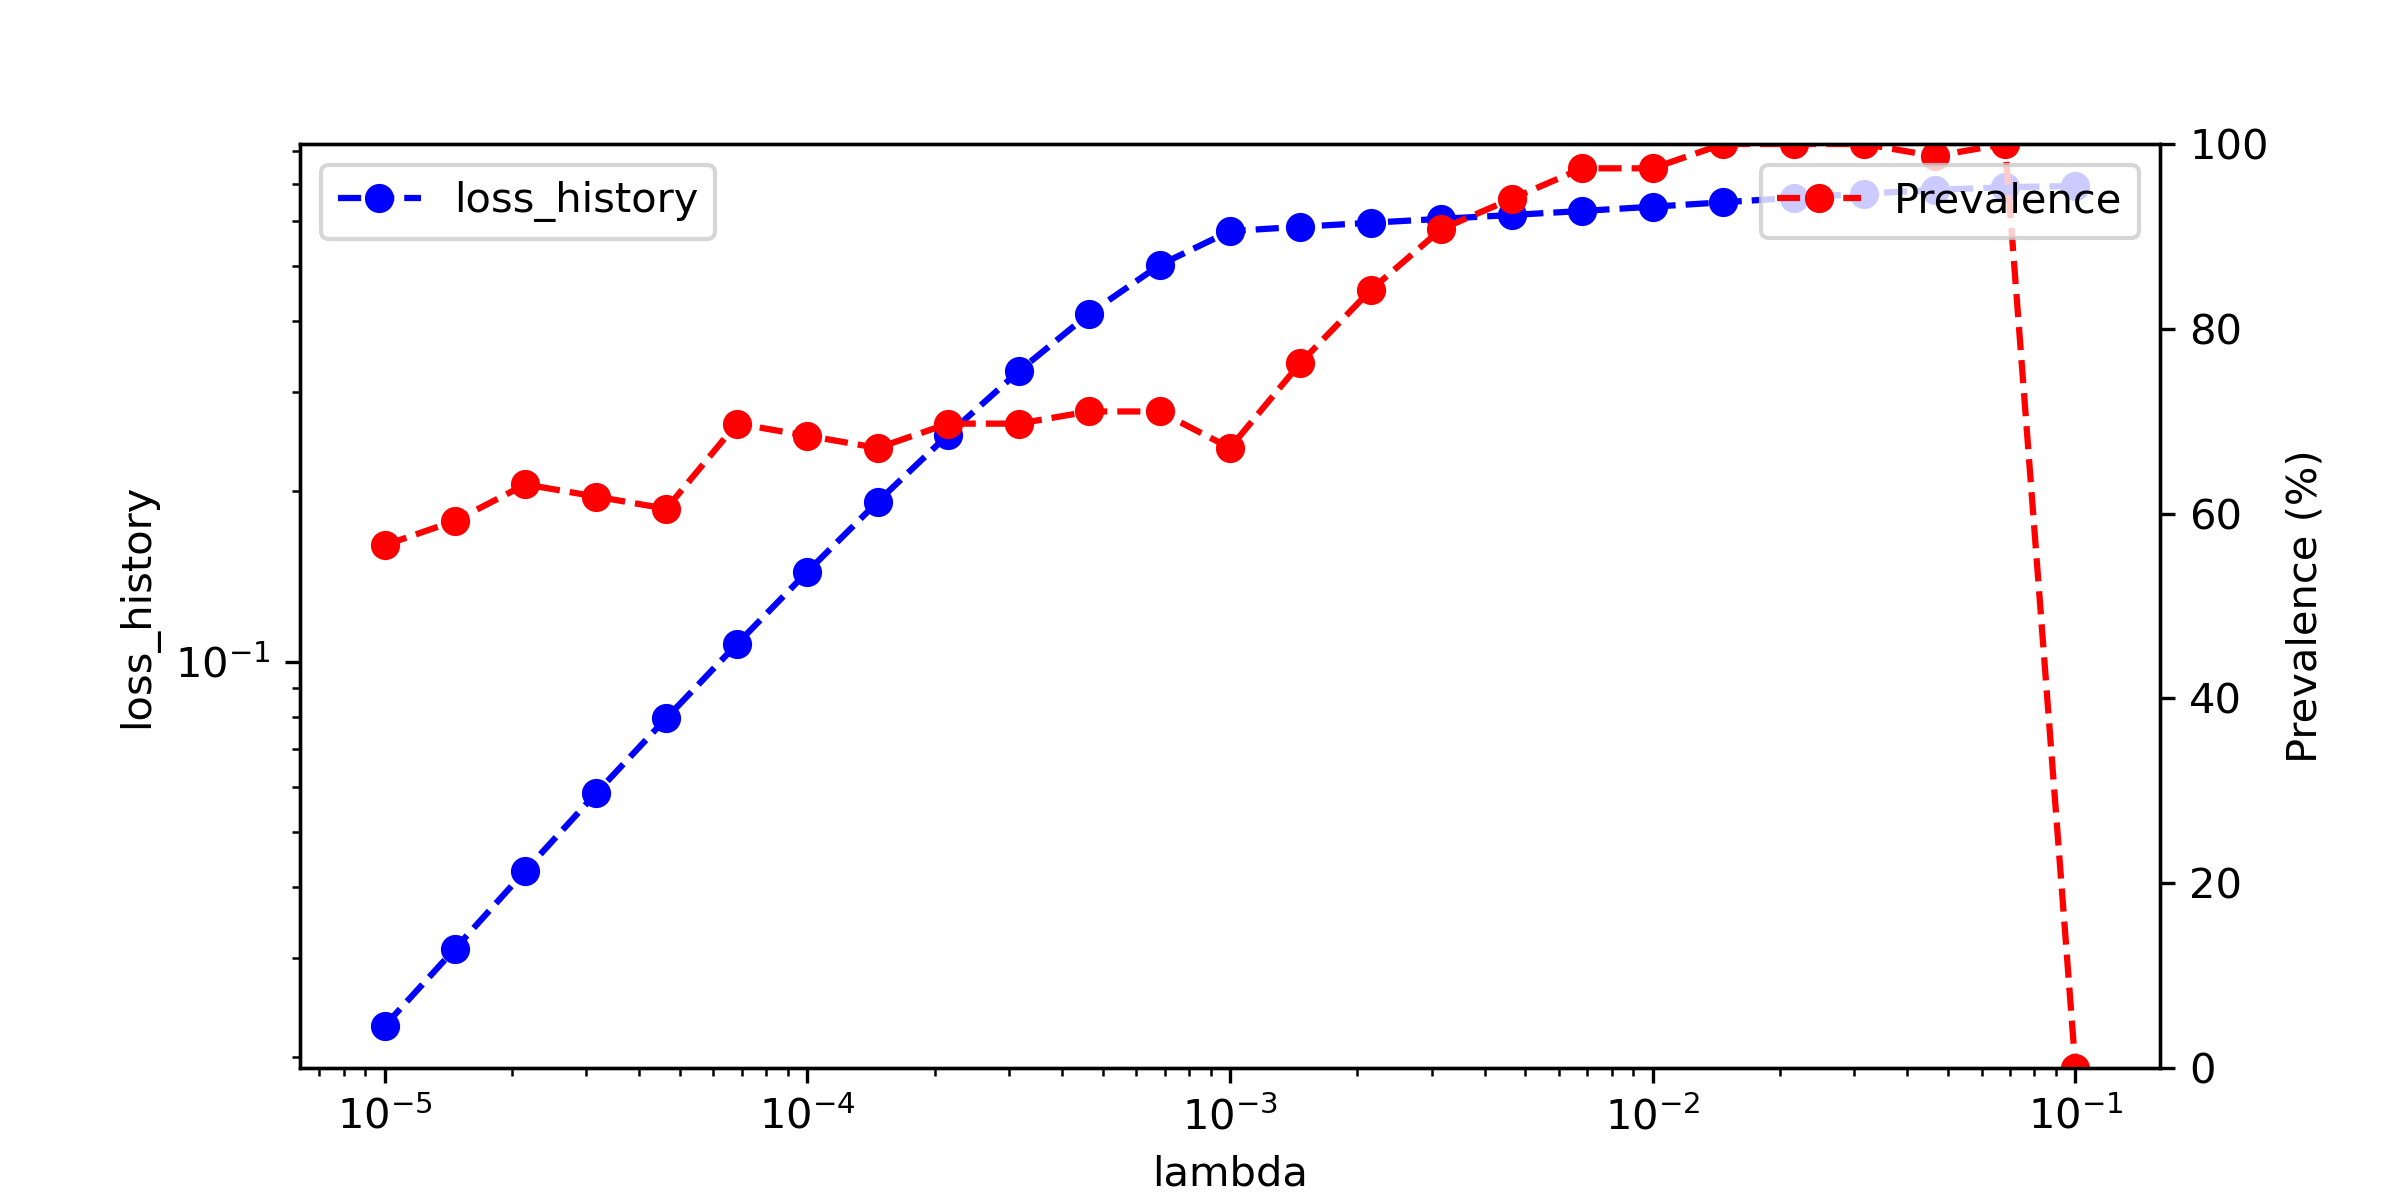 loss_history
Prevalence
loss_history
10⁻¹
100
80
60
40
20
0
Prevalence (%)
10⁻⁵ 10⁻⁴ 10⁻³ 10⁻² 10⁻¹
lambda